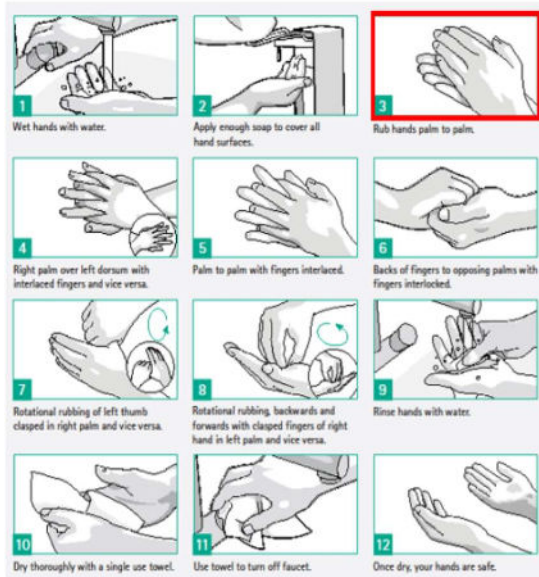 1
Wet hands with water.
2
Apply enough soap to cover all
hand surfaces.
3
Rub hands palm to palm.
4
Right palm over left dorsum with
interlaced fingers and vice versa.
5
Palm to palm with fingers interlaced.
6
Backs of fingers to opposing palms with
fingers interlocked.
7
Rotational rubbing of left thumb
clasped in right palm and vice versa.
8
Rotational rubbing, backwards and
forwards with clasped fingers of right
hand in left palm and vice versa.
9
Rinse hands with water.
10
Dry thoroughly with a single use towel.
11
Use towel to turn off faucet.
12
Once dry, your hands are safe.